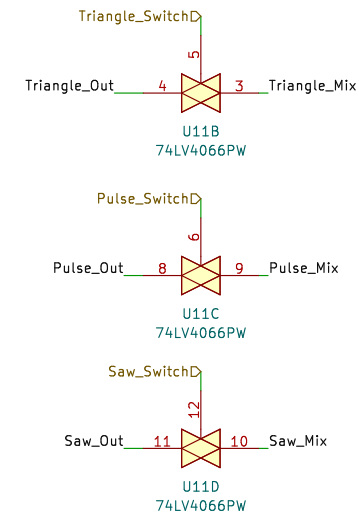 Triangle_Switch
5
Triangle_Out 4 3 Triangle_Mix
U11B
74LV4066PW
Pulse_Switch
6
Pulse_Out 8 9 Pulse_Mix
U11C
74LV4066PW
Saw_Switch
12
Saw_Out 11 10 Saw_Mix
U11D
74LV4066PW